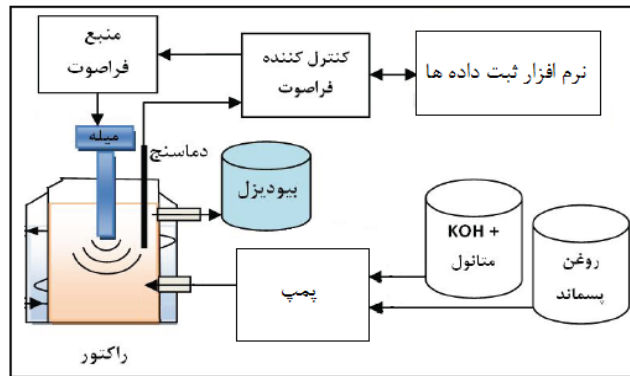 منبع
فراصوت
کنترل کننده
فراصوت
نرم افزار ثبت داده ها
میله
دماسنج
بیودیزل
KOH +
متانول
روغن
پسماند
پمپ
راکتور